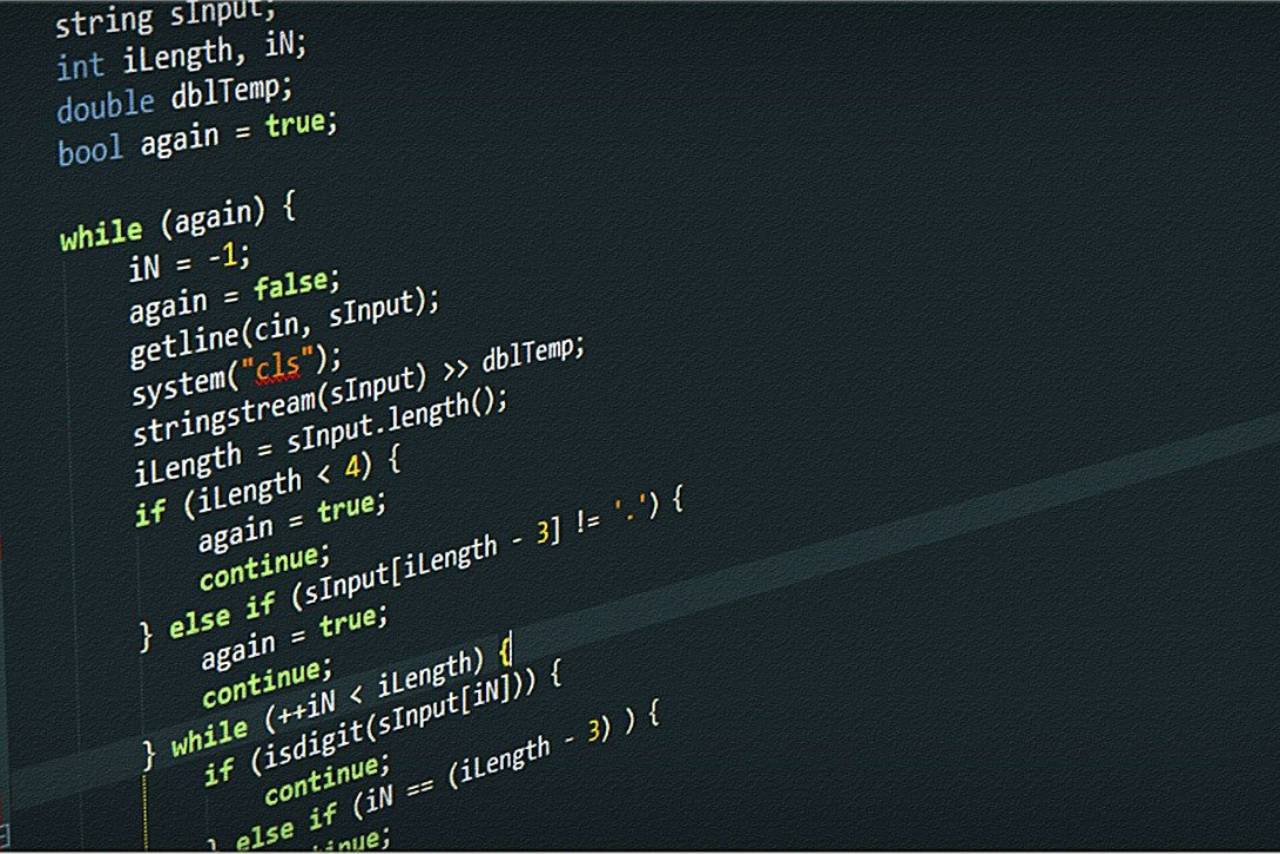 string sInput;
int iLength, iN;
double dblTemp;
bool again = true;
while (again) {
iN = -1;
again = false;
getline(cin, sInput);
system("cls");
stringstream(sInput) >> dblTemp;
iLength = sInput.length();
if (iLength < 4) {
again = true;
continue;
} else if (sInput[iLength - 3] != '.') {
again = true;
continue;
} while (++iN < iLength) {
if (isdigit(sInput[iN])) {
continue;
} else if (iN == (iLength - 3) ) {